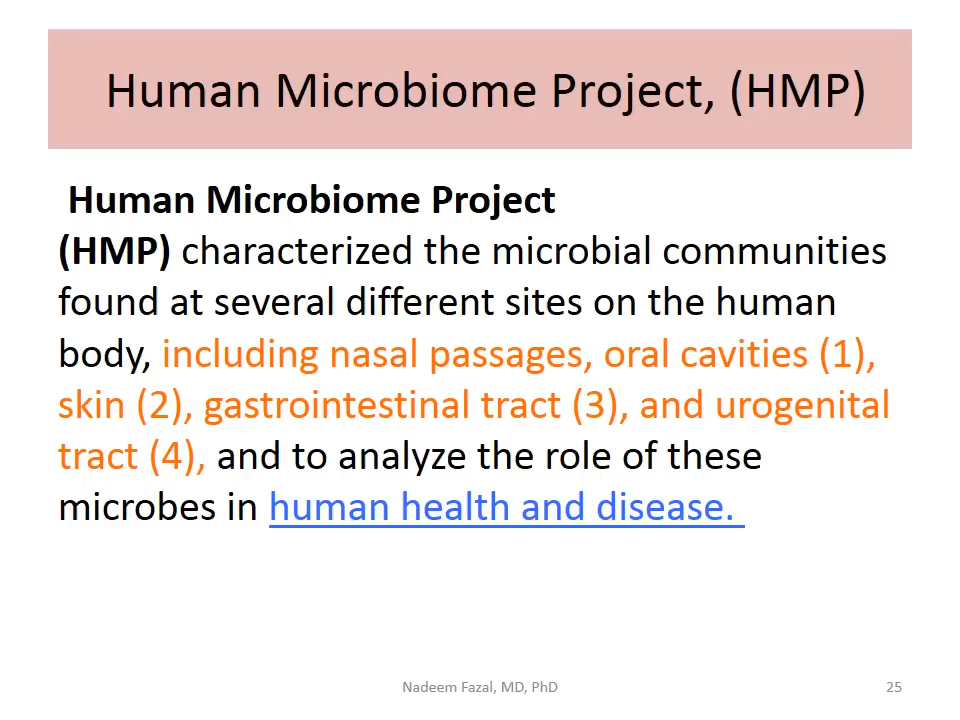 Human Microbiome Project, (HMP)
Human Microbiome Project
(HMP) characterized the microbial communities
found at several different sites on the human
body, including nasal passages, oral cavities (1),
skin (2), gastrointestinal tract (3), and urogenital
tract (4), and to analyze the role of these
microbes in human health and disease.
Nadeem Fazal, MD, PhD
25